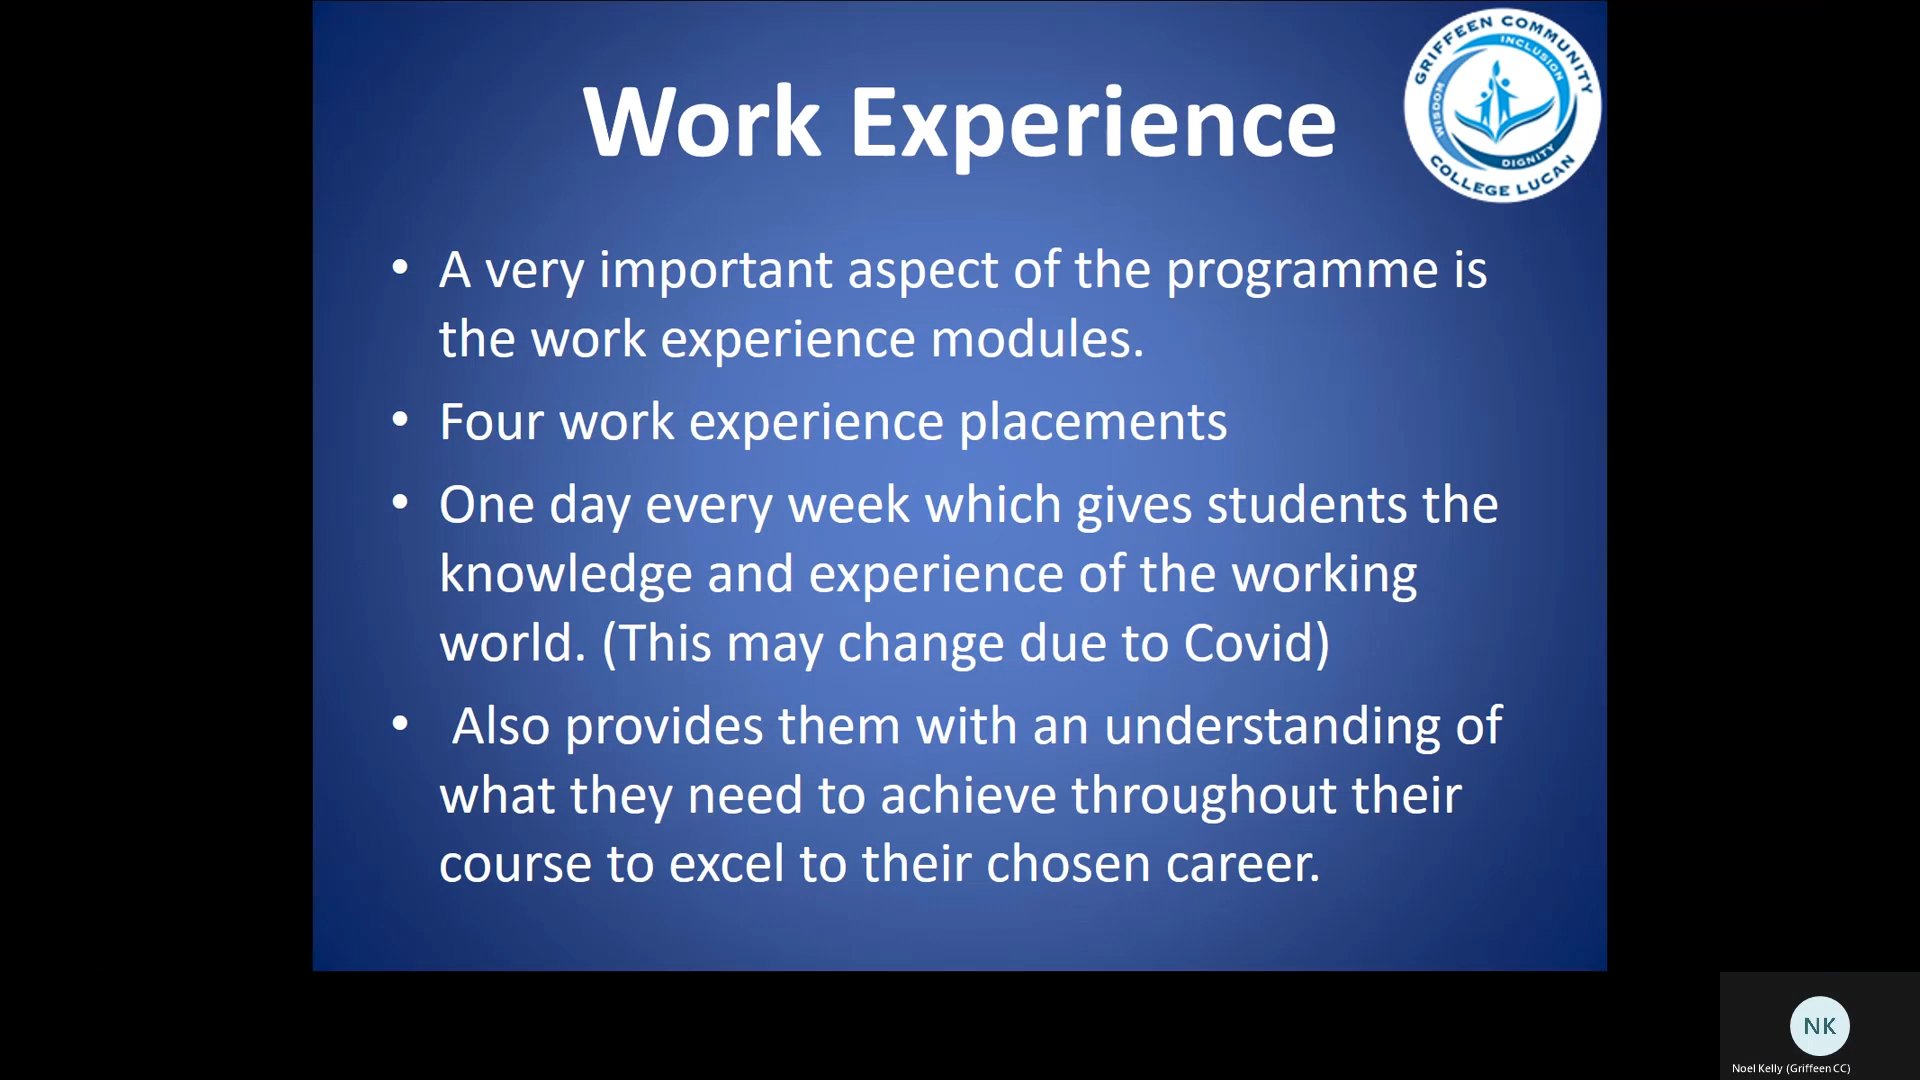 Work Experience
GRIFFEEN COMMUNITY
INCLUSION
WISDOM
DIGNITY
COLLEGE LUCAN
• A very important aspect of the programme is
the work experience modules.
• Four work experience placements
• One day every week which gives students the
knowledge and experience of the working
world. (This may change due to Covid)
• Also provides them with an understanding of
what they need to achieve throughout their
course to excel to their chosen career.
NK
Noel Kelly (Griffeen CC)